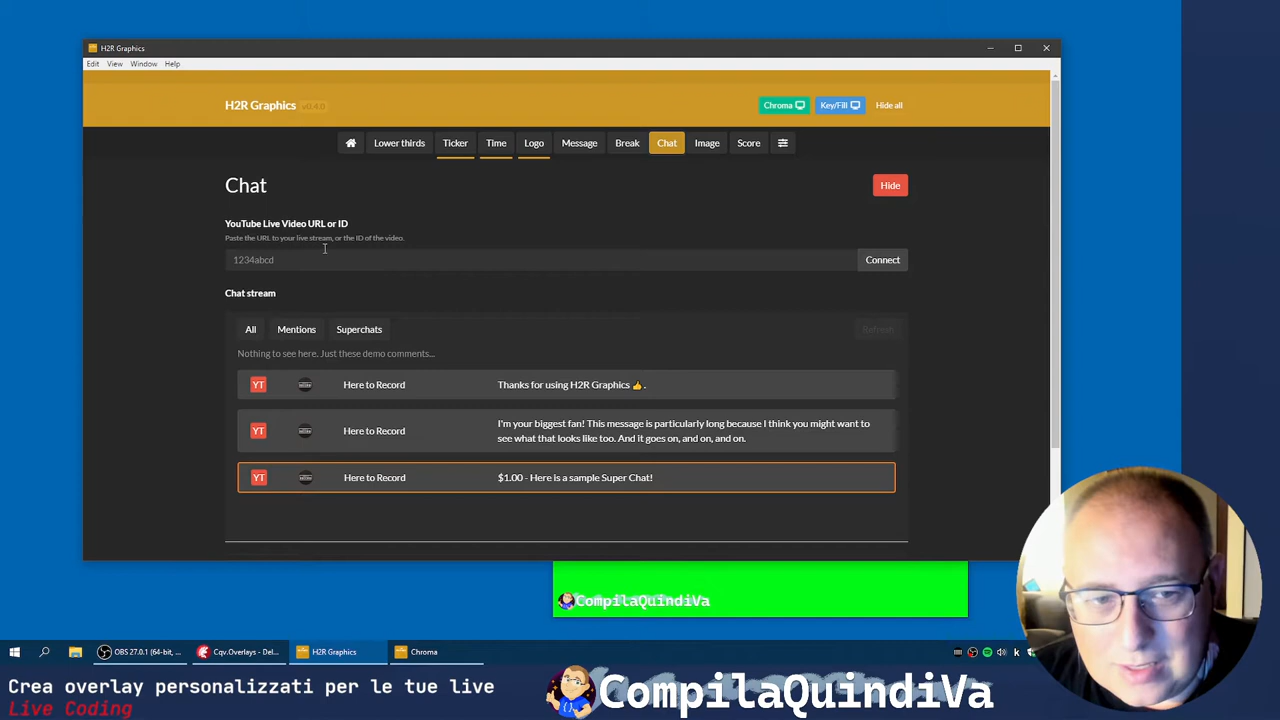 H2R Graphics
Edit View Window Help
H2R Graphics v0.4.0
Chroma Key/Fill Hide all
Lower thirds Ticker Time Logo Message Break Chat Image Score
Chat
Hide
YouTube Live Video URL or ID
Paste the URL to your live stream, or the ID of the video.
1234abcd
Connect
Chat stream
All Mentions Superchats Refresh
Nothing to see here. Just these demo comments...
YT Here to Record Thanks for using H2R Graphics 👍 .
YT Here to Record I'm your biggest fan! This message is particularly long because I think you might want to
see what that looks like too. And it goes on, and on, and on.
YT Here to Record $1.00 - Here is a sample Super Chat!
CompilaQuindiVa
OBS 27.0.1 (64-bit, ... Cqv.Overlays - Del... H2R Graphics Chroma
Crea overlay personalizzati per le tue live
Live Coding
CompilaQuindiVa